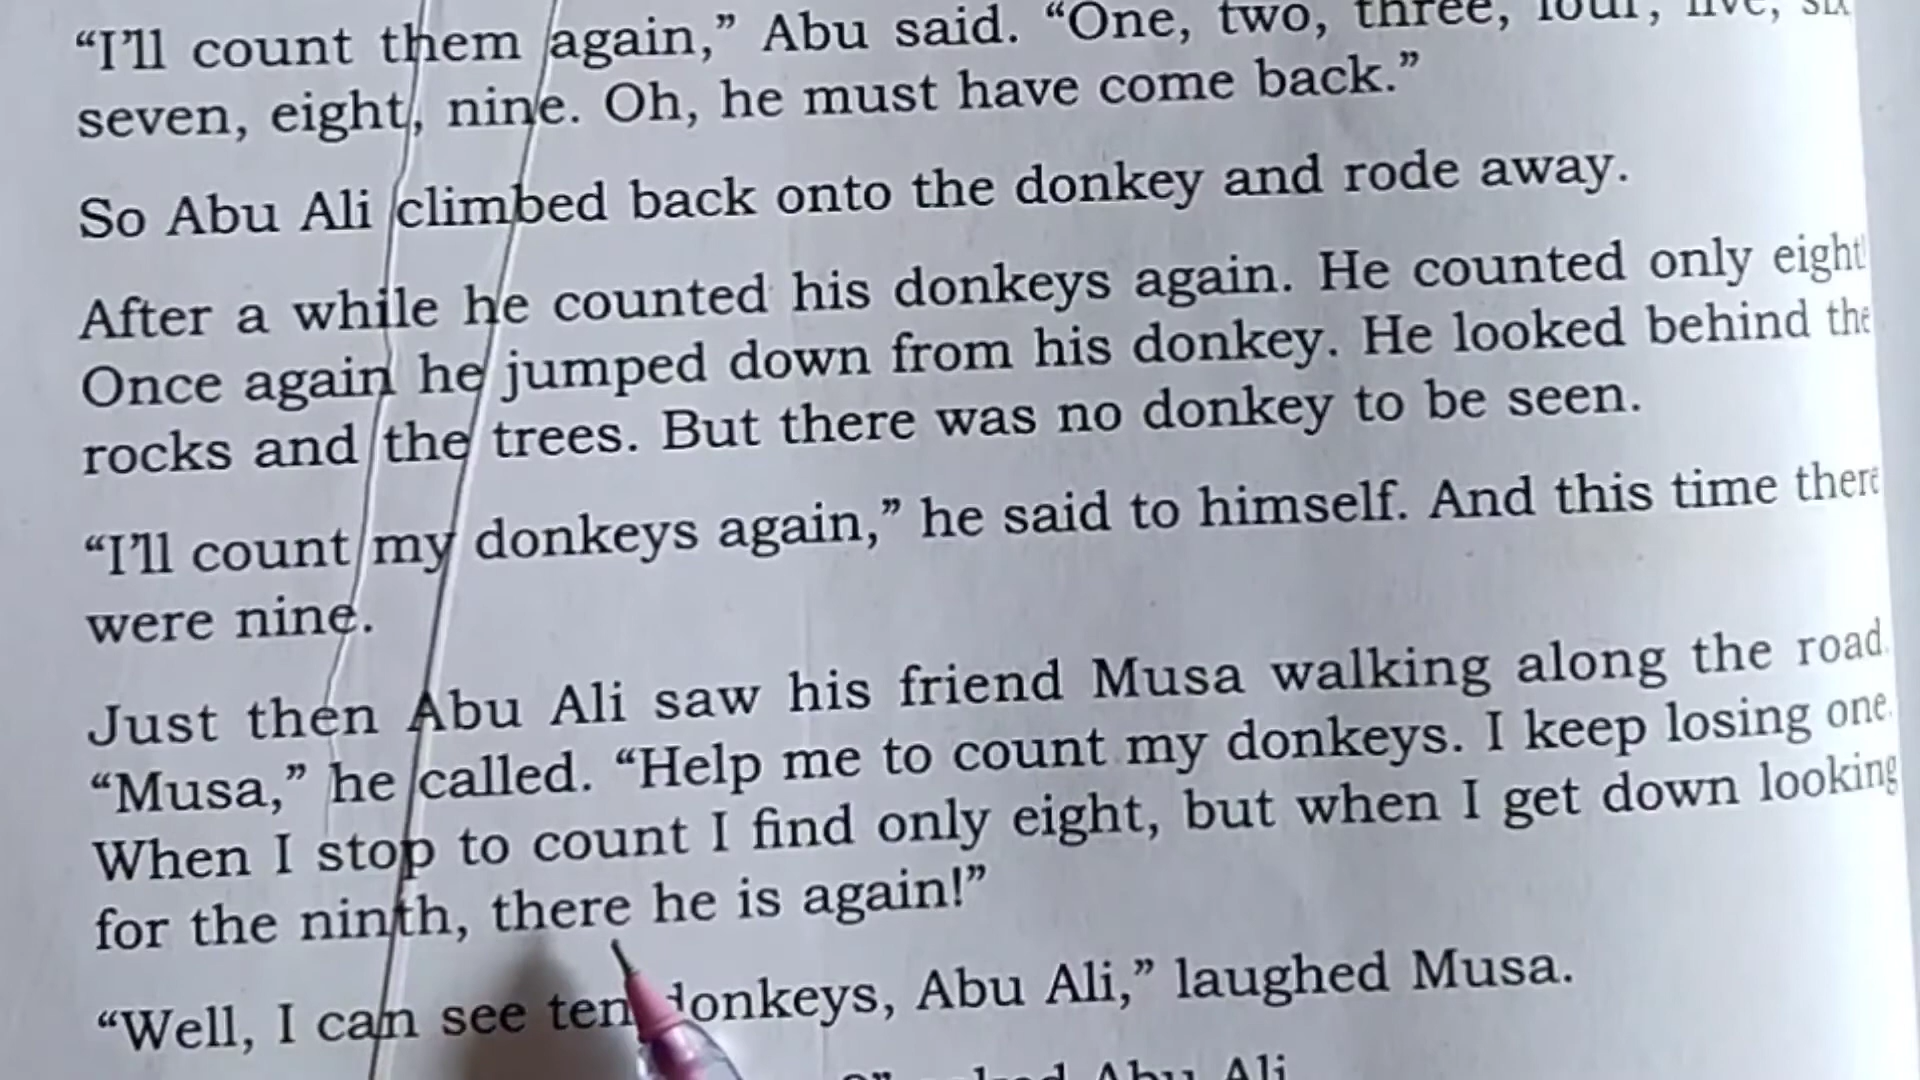 “I’ll count them again,” Abu said. “One, two, three, four, five, six
seven, eight, nine. Oh, he must have come back.”
So Abu Ali climbed back onto the donkey and rode away.
After a while he counted his donkeys again. He counted only eight!
Once again he jumped down from his donkey. He looked behind the
rocks and the trees. But there was no donkey to be seen.
“I’ll count my donkeys again,” he said to himself. And this time there
were nine.
Just then Abu Ali saw his friend Musa walking along the road.
“Musa,” he called. “Help me to count my donkeys. I keep losing one.
When I stop to count I find only eight, but when I get down looking
for the ninth, there he is again!”
“Well, I can see ten donkeys, Abu Ali,” laughed Musa.
Abu Ali